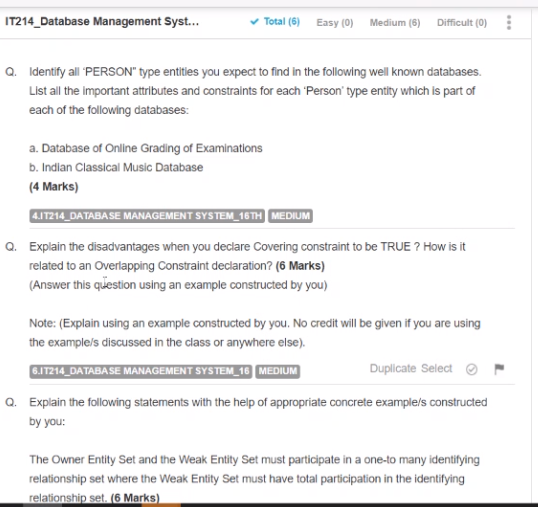 IT214_Database Management Syst...
✔ Total (6) Easy (0) Medium (6) Difficult (0)
Q. Identify all ‘PERSON” type entities you expect to find in the following well known databases.
List all the important attributes and constraints for each ‘Person’ type entity which is part of
each of the following databases:
a. Database of Online Grading of Examinations
b. Indian Classical Music Database
(4 Marks)
4.IT214_DATABASE MANAGEMENT SYSTEM_16TH MEDIUM
Q. Explain the disadvantages when you declare Covering constraint to be TRUE ? How is it
related to an Overlapping Constraint declaration? (6 Marks)
(Answer this question using an example constructed by you)
Note: (Explain using an example constructed by you. No credit will be given if you are using
the example/s discussed in the class or anywhere else).
6.IT214_DATABASE MANAGEMENT SYSTEM_16 MEDIUM Duplicate Select
Q. Explain the following statements with the help of appropriate concrete example/s constructed
by you:
The Owner Entity Set and the Weak Entity Set must participate in a one-to many identifying
relationship set where the Weak Entity Set must have total participation in the identifying
relationship set. (6 Marks)